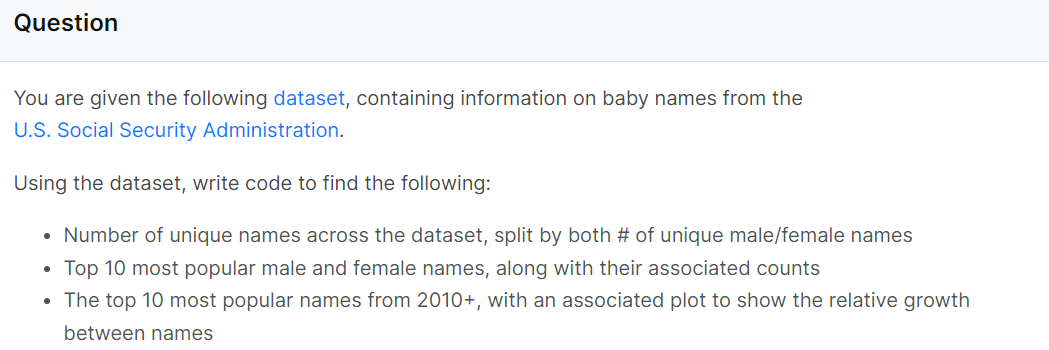 Question
You are given the following dataset, containing information on baby names from the
U.S. Social Security Administration.
Using the dataset, write code to find the following:
• Number of unique names across the dataset, split by both # of unique male/female names
• Top 10 most popular male and female names, along with their associated counts
• The top 10 most popular names from 2010+, with an associated plot to show the relative growth
between names